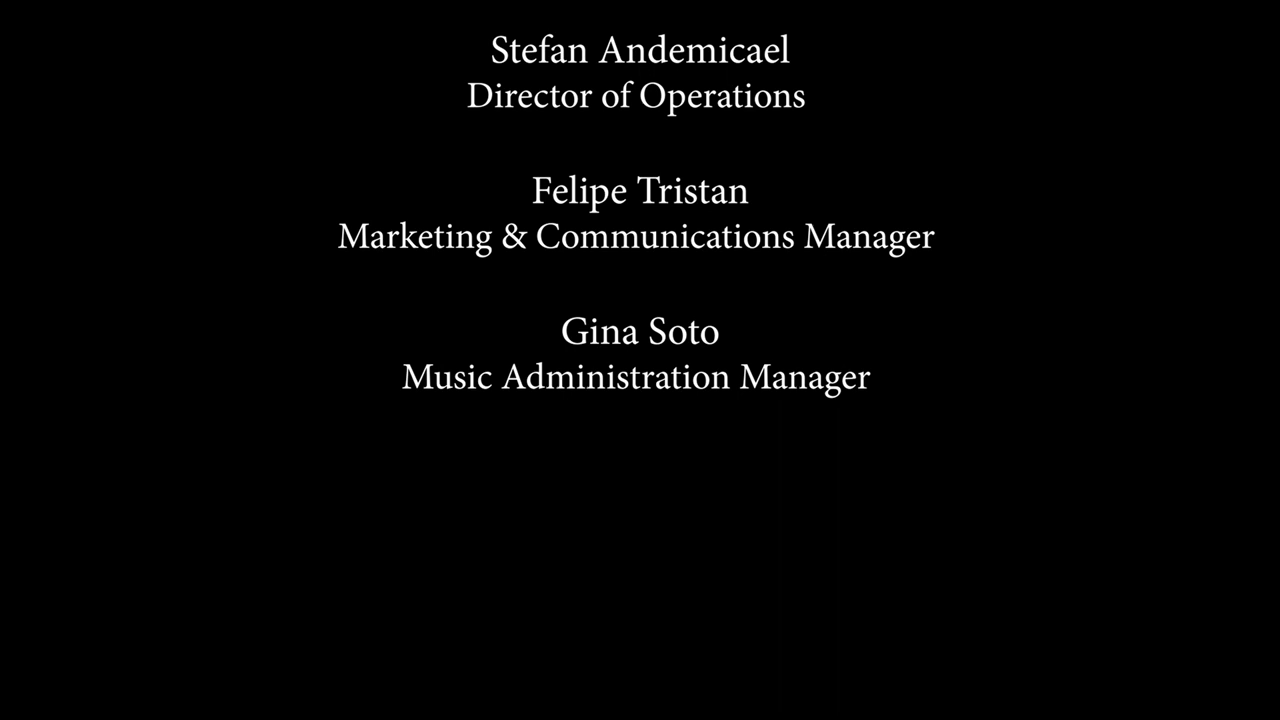 Stefan Andemicael
Director of Operations
Felipe Tristan
Marketing & Communications Manager
Gina Soto
Music Administration Manager